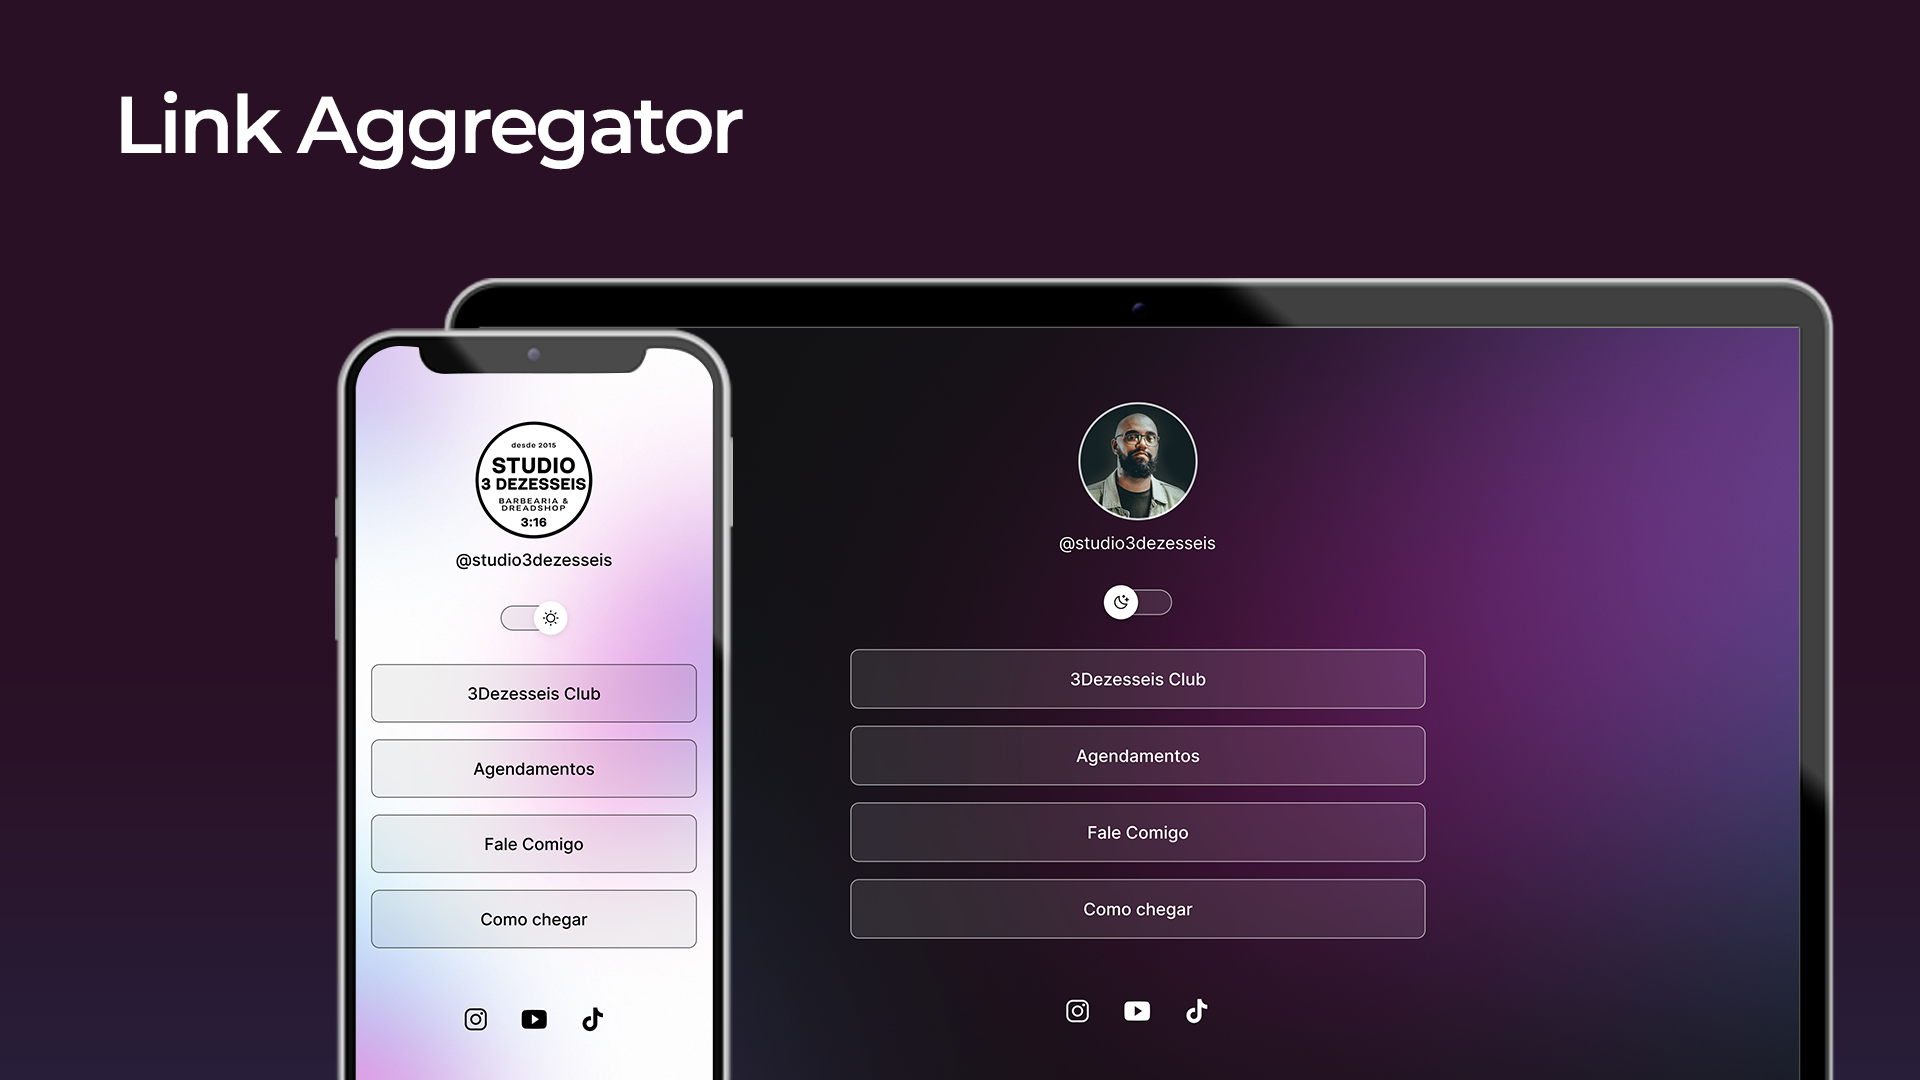 Link Aggregator
desde 2015
STUDIO
3 DEZESSEIS
BARBEARIA &
DREADSHOP
3:16
@studio3dezesseis
3Dezesseis Club
Agendamentos
Fale Comigo
Como chegar
@studio3dezesseis
3Dezesseis Club
Agendamentos
Fale Comigo
Como chegar